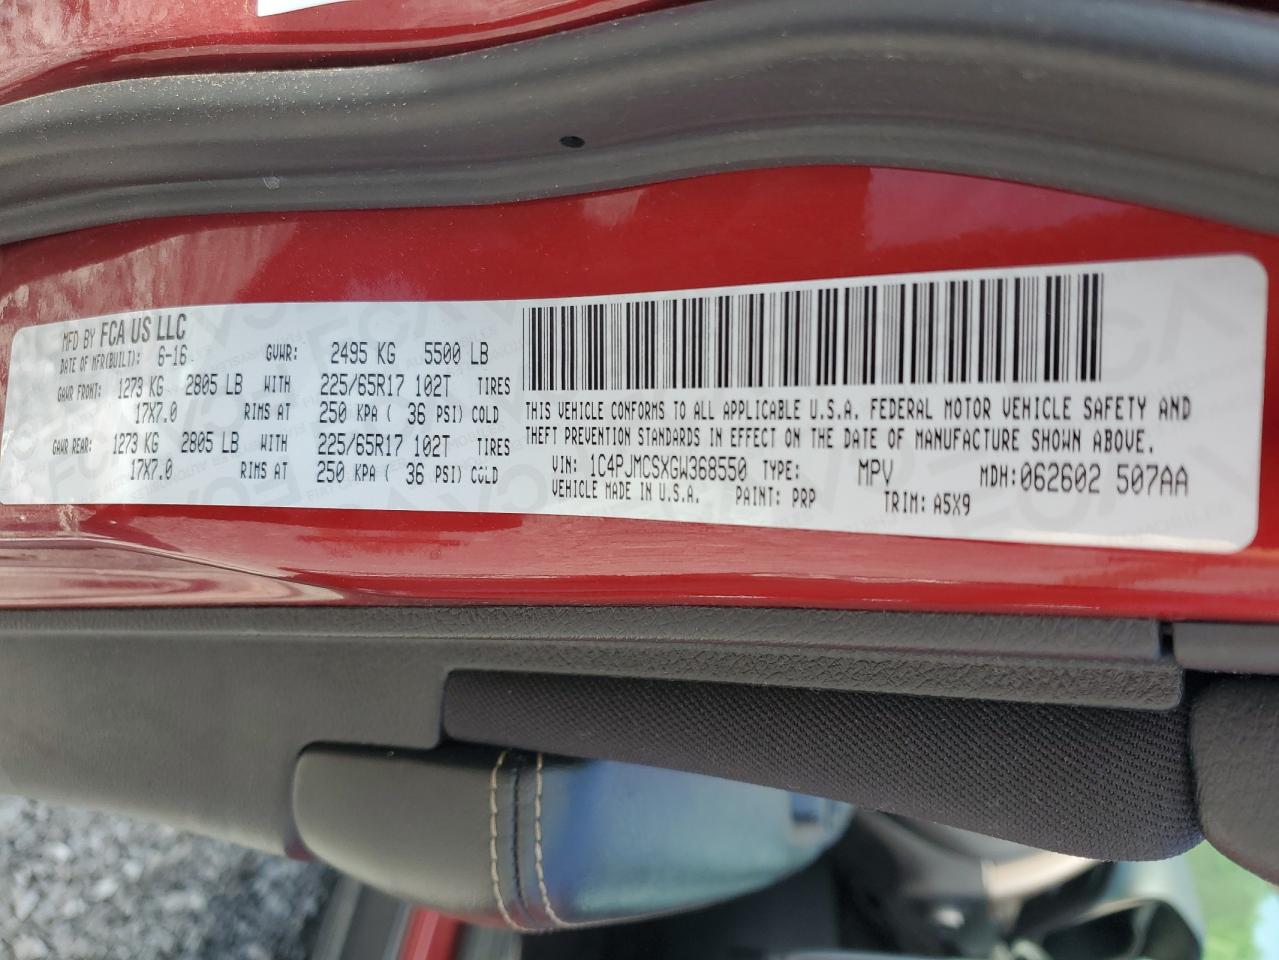 MFD BY FCA US LLC
DATE OF MFR(BUILT): 6-16 GVWR: 2495 KG 5500 LB
GAWR FRONT: 1273 KG 2805 LB WITH 225/65R17 102T TIRES
17X7.0 RIMS AT 250 KPA ( 36 PSI) COLD
GAWR REAR: 1273 KG 2805 LB WITH 225/65R17 102T TIRES
17X7.0 RIMS AT 250 KPA ( 36 PSI) COLD
THIS VEHICLE CONFORMS TO ALL APPLICABLE U.S.A. FEDERAL MOTOR VEHICLE SAFETY AND
THEFT PREVENTION STANDARDS IN EFFECT ON THE DATE OF MANUFACTURE SHOWN ABOVE.
VIN: 1C4PJMCSXGW368550 TYPE: MPV MDH: 062602 507AA
VEHICLE MADE IN U.S.A. PAINT: PRP TRIM: A5X9